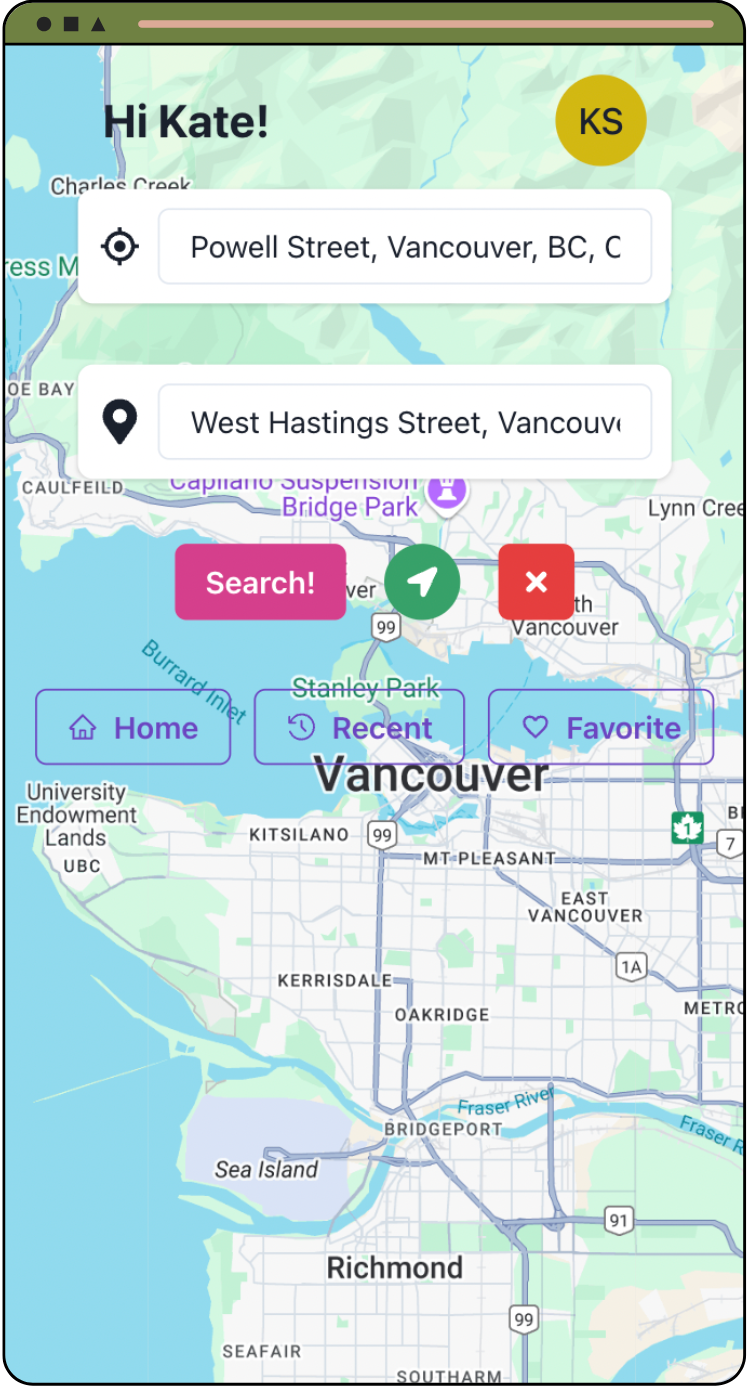 Hi Kate!
KS
Charles Creek
Powell Street, Vancouver, BC, C
ress M
OE BAY
West Hastings Street, Vancouve
CAULFEILD
Capilano Suspension
Bridge Park
Lynn Cree
Search!
ver
99
th
Vancouver
Burrard Inlet
Stanley Park
Home
Recent
Favorite
Vancouver
University
Endowment
Lands
UBC
KITSILANO
99
1
7
MT PLEASANT
EAST
VANCOUVER
1A
KERRISDALE
OAKRIDGE
METRO
Fraser River
BRIDGEPORT
Fraser R
Sea Island
91
Richmond
99
SEAFAIR
SOUTHARM